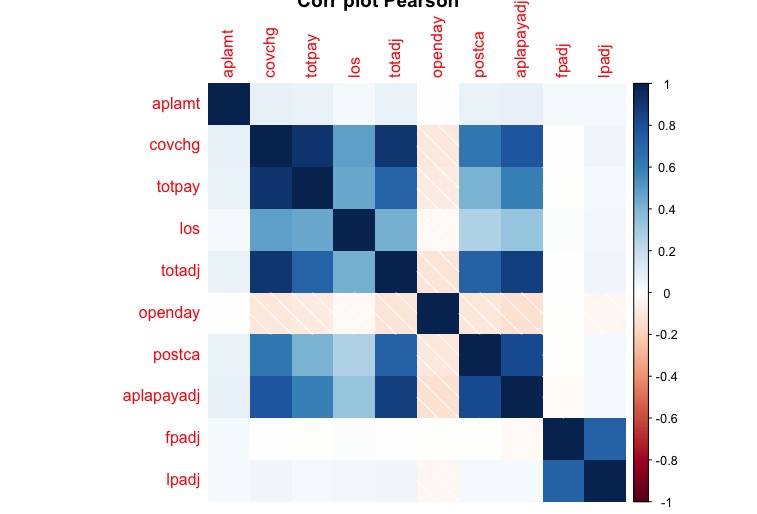 Corr plot Pearson
aplamt
covchg
totpay
los
totadj
openday
postca
aplapayadj
fpadj
lpadj
aplamt
covchg
totpay
los
totadj
openday
postca
aplapayadj
fpadj
lpadj
1
0.8
0.6
0.4
0.2
0
-0.2
-0.4
-0.6
-0.8
-1